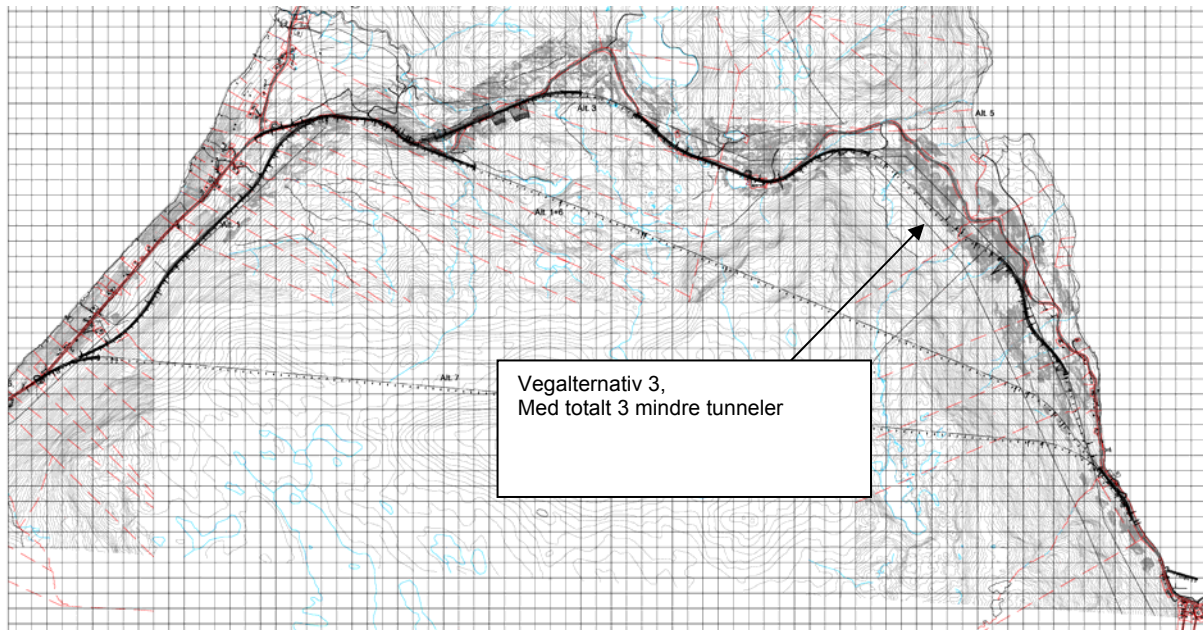 Alt. 3
Alt. 5
Alt. 1+6
Alt. 1
Alt. 7
Vegalternativ 3,
Med totalt 3 mindre tunneler